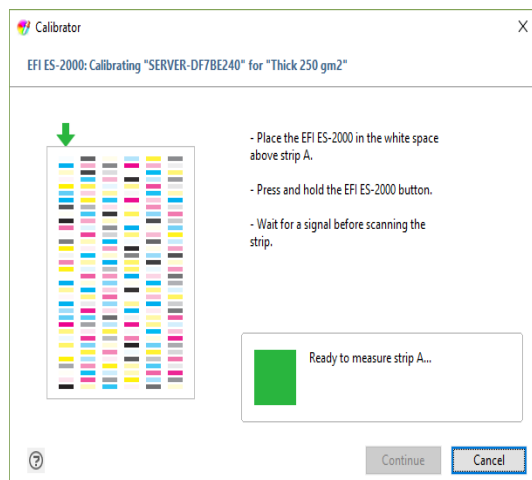 Calibrator
X
EFI ES-2000: Calibrating "SERVER-DF7BE240" for "Thick 250 gm2"
- Place the EFI ES-2000 in the white space
above strip A.
- Press and hold the EFI ES-2000 button.
- Wait for a signal before scanning the
strip.
Ready to measure strip A...
?
Continue
Cancel